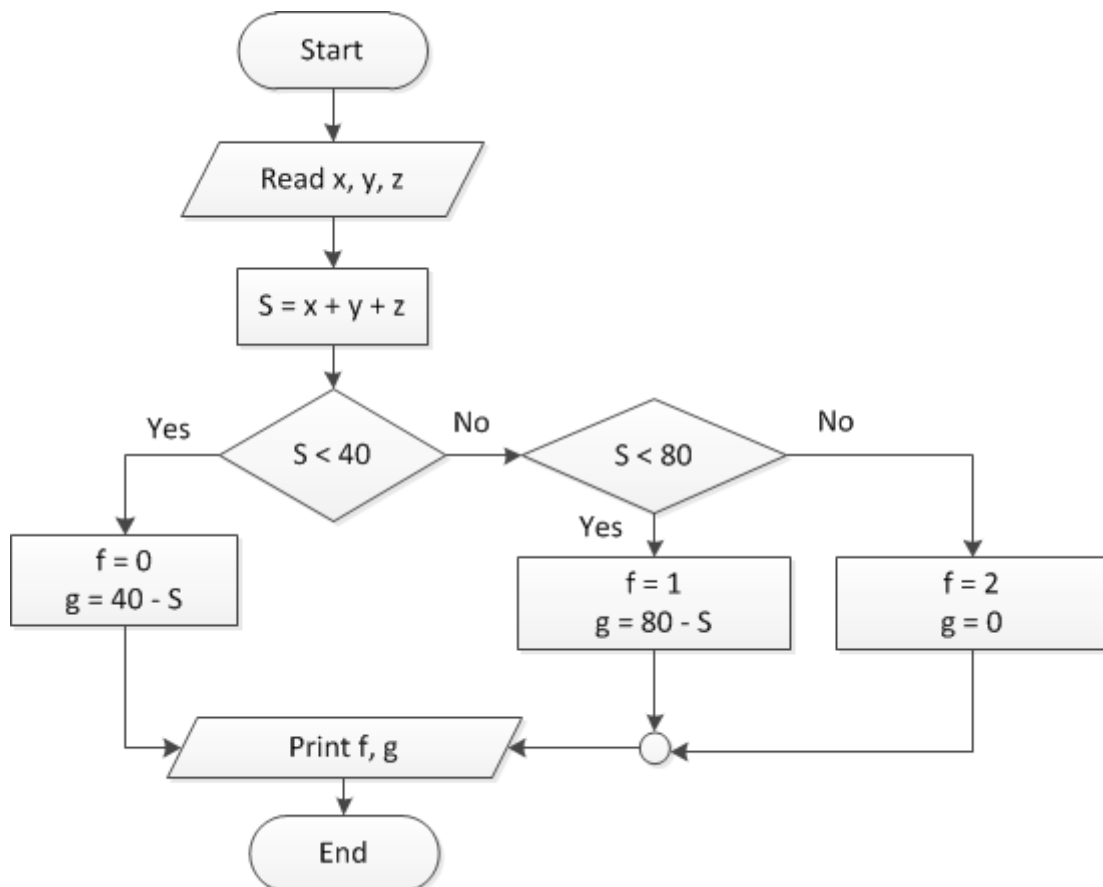 Start
Read x, y, z
S = x + y + z
Yes
S < 40
No
S < 80
No
Yes
f = 0
g = 40 - S
f = 1
g = 80 - S
f = 2
g = 0
Print f, g
End